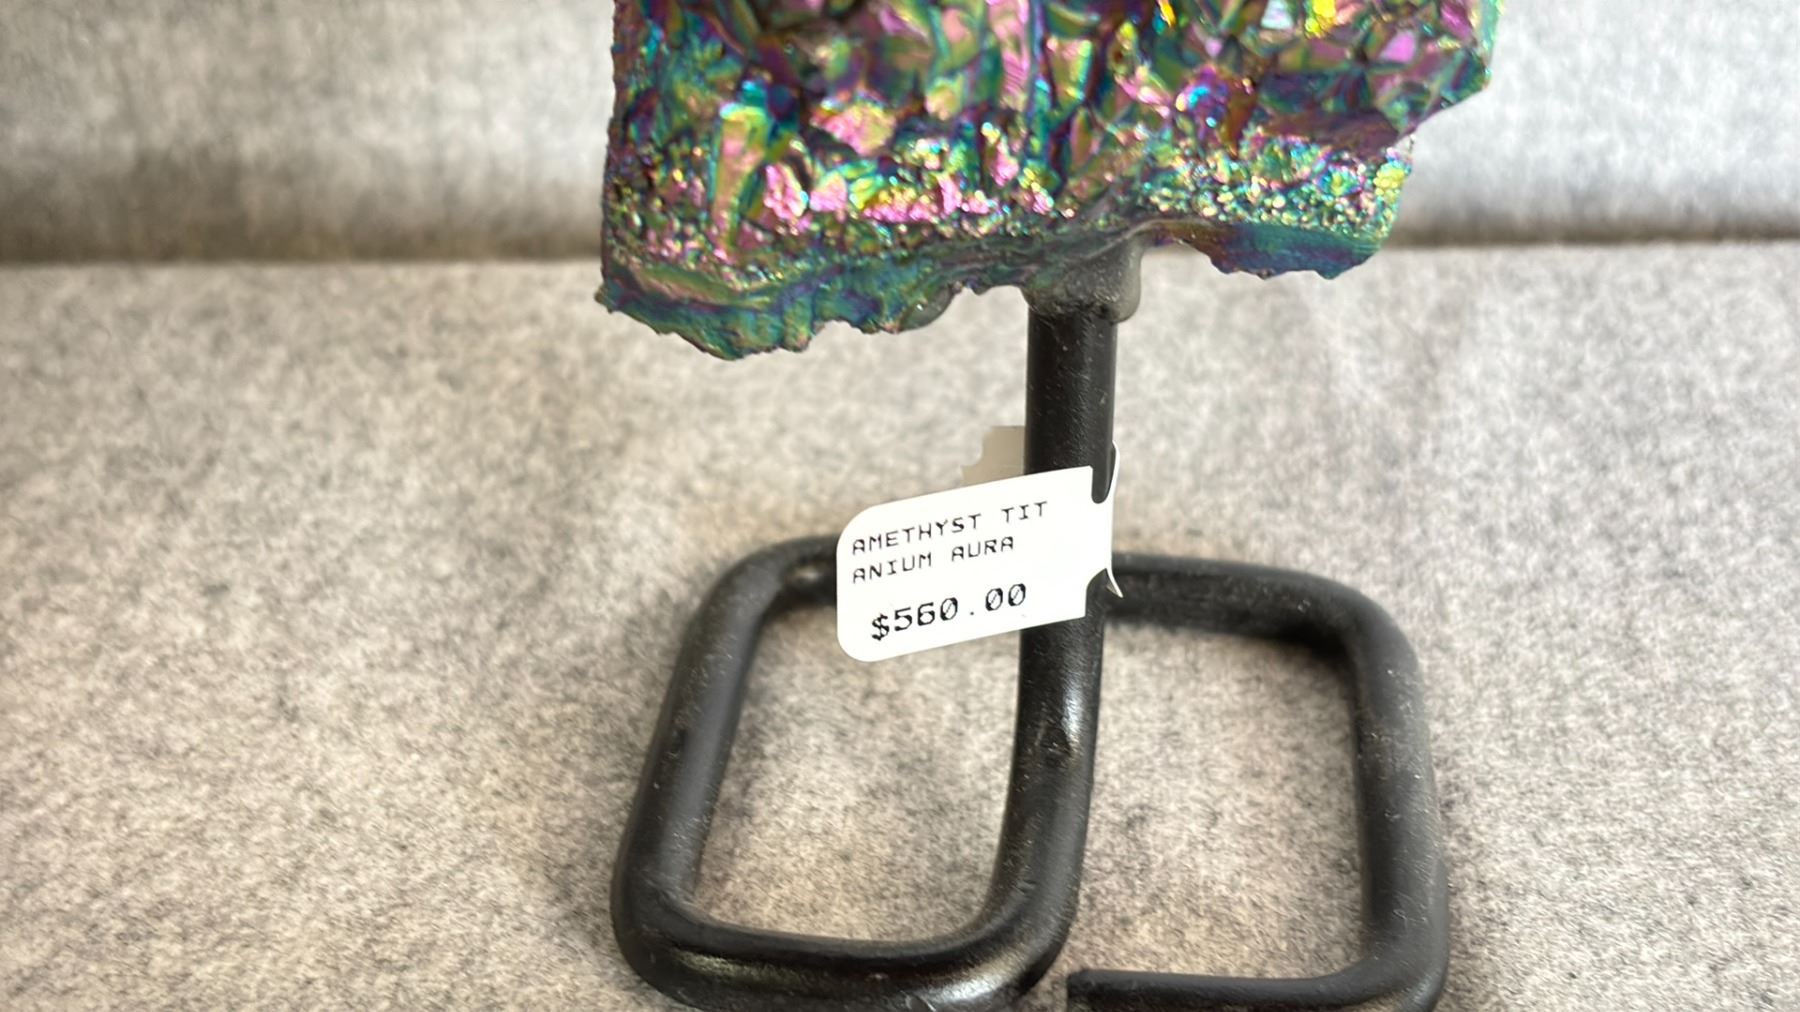 AMETHYST TIT
ANIUM AURA
$560.00